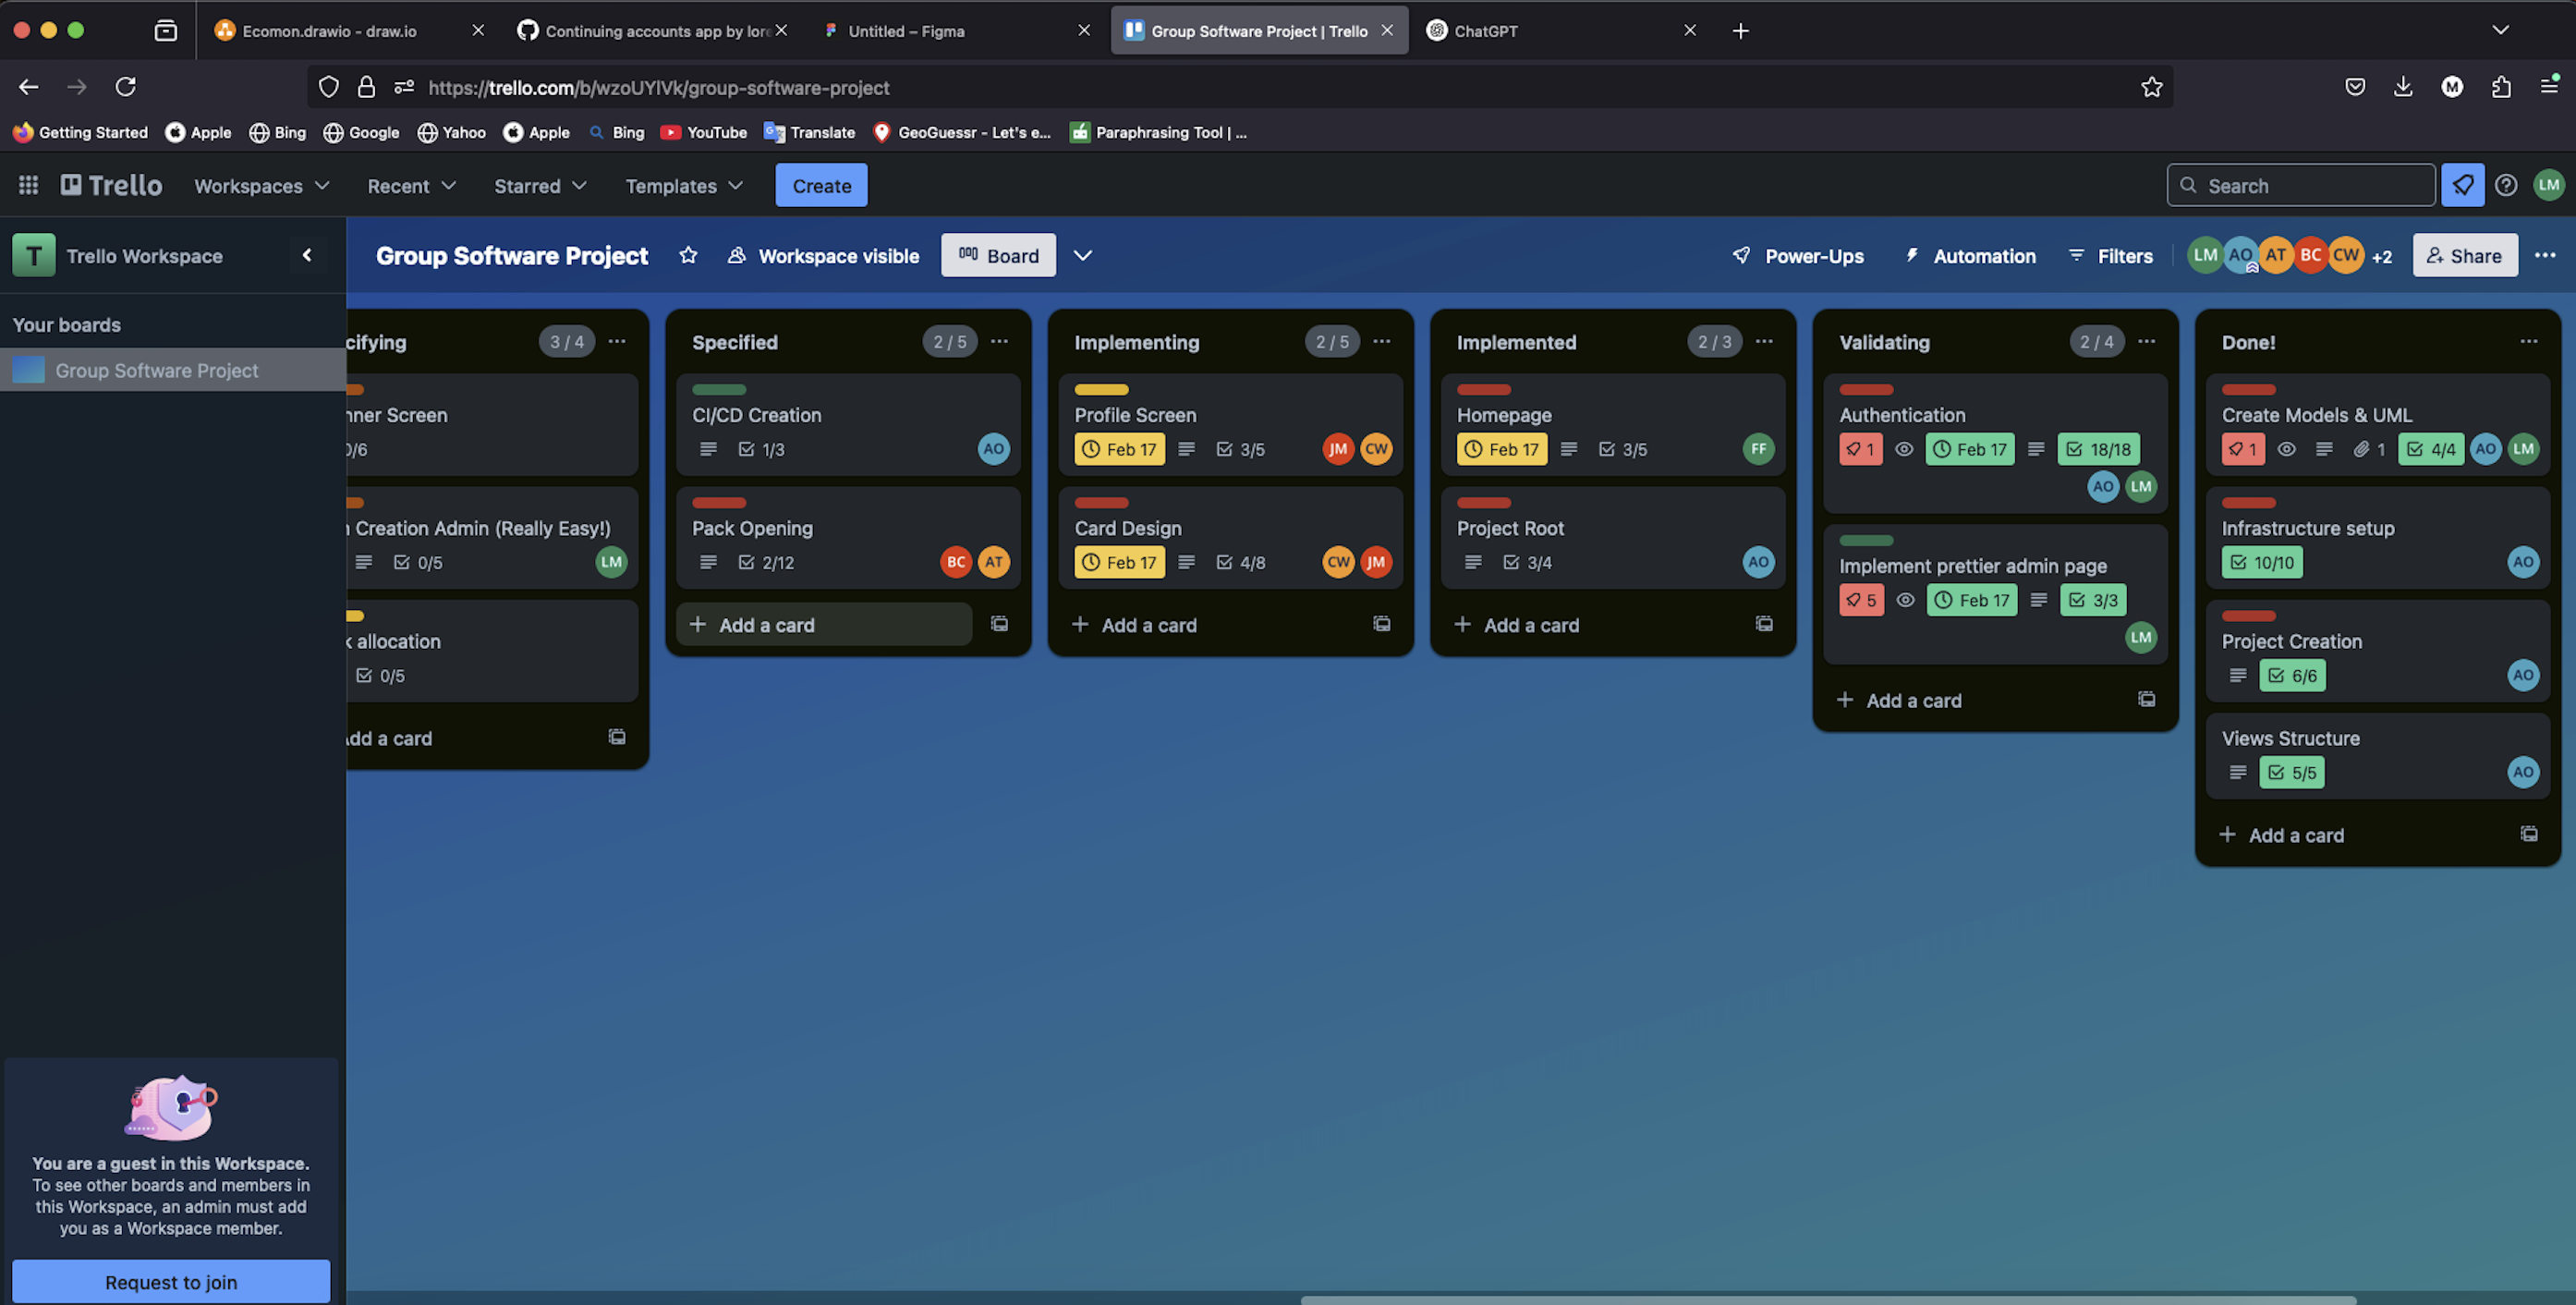 Ecomon.drawio - draw.io
Continuing accounts app by lore
Untitled – Figma
Group Software Project | Trello
ChatGPT
https://trello.com/b/wzoUYlVk/group-software-project
M
Getting Started
Apple
Bing
Google
Yahoo
Apple
Bing
YouTube
Translate
GeoGuessr - Let's e...
Paraphrasing Tool | ...
Trello
Workspaces
Recent
Starred
Templates
Create
Search
LM
T
Trello Workspace
Your boards
Group Software Project
You are a guest in this Workspace.
To see other boards and members in
this Workspace, an admin must add
you as a Workspace member.
Request to join
Group Software Project
Workspace visible
Board
Power-Ups
Automation
Filters
LM AO AT BC CW +2
Share
cifying
3 / 4
nner Screen
0/6
n Creation Admin (Really Easy!)
0/5
LM
k allocation
0/5
Add a card
Specified
2 / 5
CI/CD Creation
1/3
AO
Pack Opening
2/12
BC AT
Add a card
Implementing
2 / 5
Profile Screen
Feb 17
3/5
JM CW
Card Design
Feb 17
4/8
CW JM
Add a card
Implemented
2 / 3
Homepage
Feb 17
3/5
FF
Project Root
3/4
AO
Add a card
Validating
2 / 4
Authentication
1
Feb 17
18/18
AO LM
Implement prettier admin page
5
Feb 17
3/3
LM
Add a card
Done!
Create Models & UML
1
1
4/4
AO LM
Infrastructure setup
10/10
AO
Project Creation
6/6
AO
Views Structure
5/5
AO
Add a card